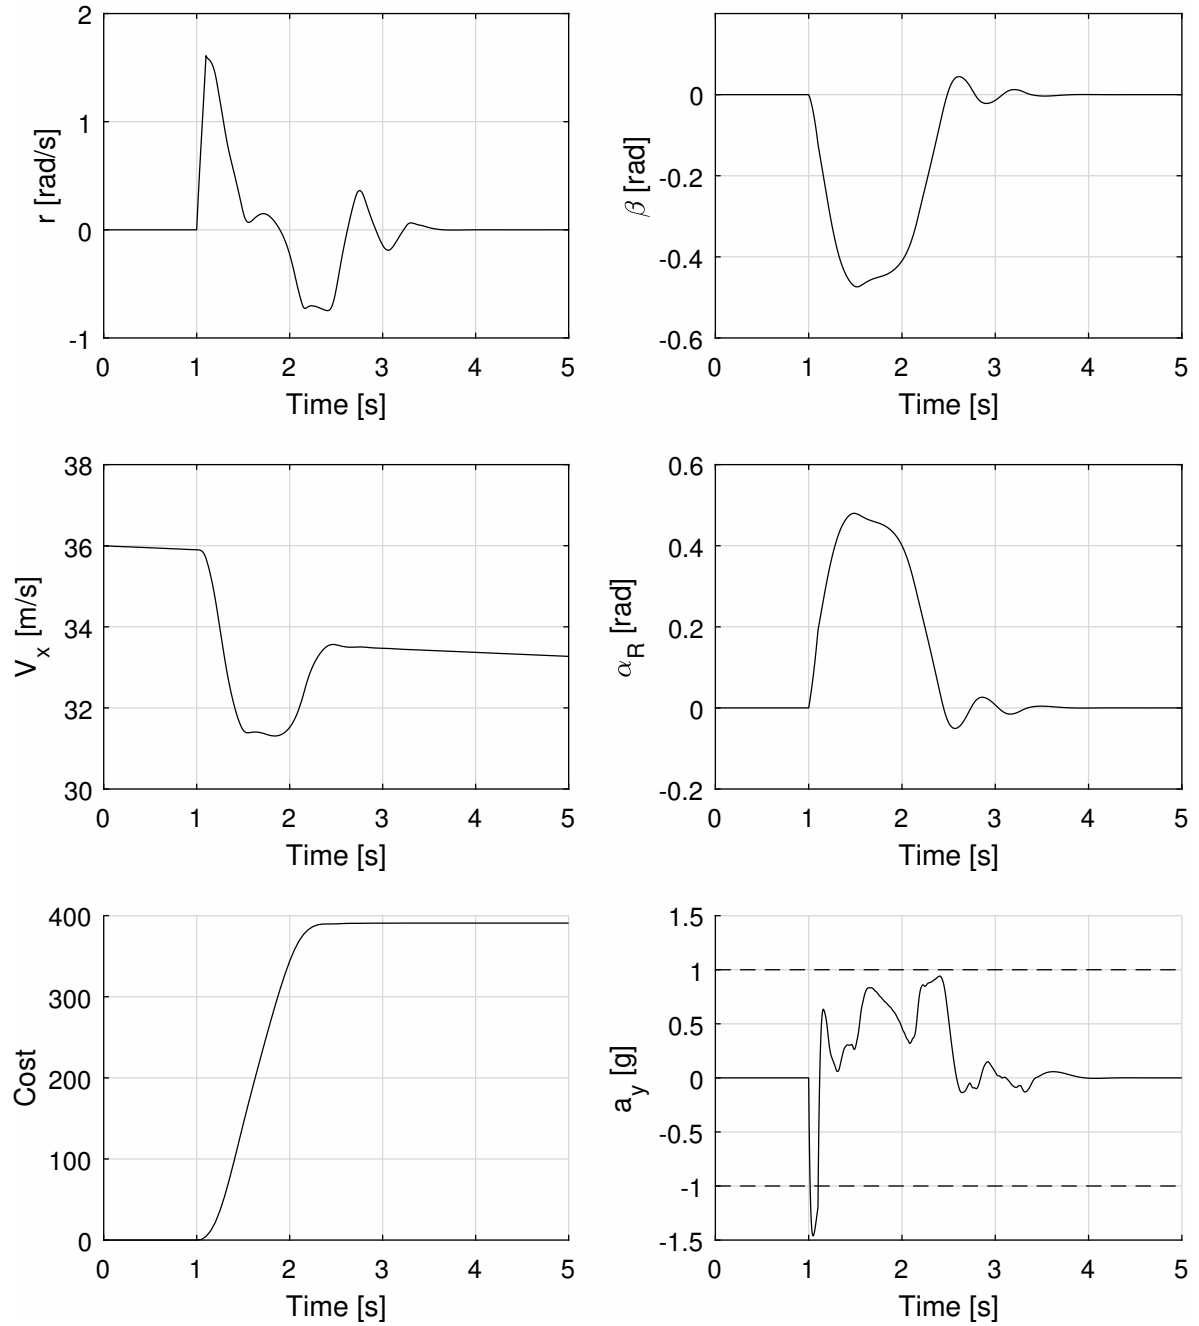 2
1
0
-1
r [rad/s]
0 1 2 3 4 5
Time [s]
0
-0.2
-0.4
-0.6
β [rad]
0 1 2 3 4 5
Time [s]
38
36
34
32
30
V_x [m/s]
0 1 2 3 4 5
Time [s]
0.6
0.4
0.2
0
-0.2
α_R [rad]
0 1 2 3 4 5
Time [s]
400
300
200
100
0
Cost
0 1 2 3 4 5
Time [s]
1.5
1
0.5
0
-0.5
-1
-1.5
a_y [g]
0 1 2 3 4 5
Time [s]